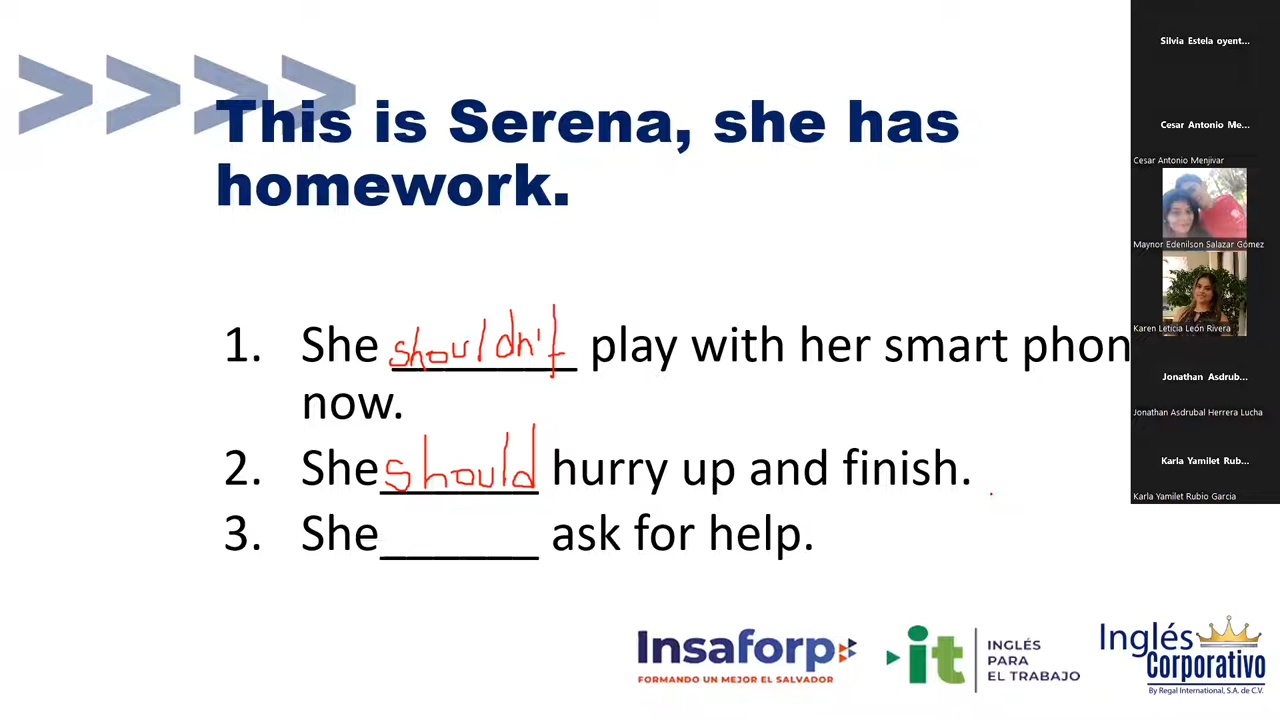 This is Serena, she has
homework.
1. She shouldn't play with her smart phon
now.
2. She should hurry up and finish.
3. She______ ask for help.
Silvia Estela oyent...
Cesar Antonio Me...
Cesar Antonio Menjivar
Maynor Edenilson Salazar Gómez
Karen Leticia León Rivera
Jonathan Asdrub...
Jonathan Asdrubal Herrera Lucha
Karla Yamilet Rub...
Karla Yamilet Rubio Garcia
Insaforp
FORMANDO UN MEJOR EL SALVADOR
it
INGLÉS
PARA
EL TRABAJO
Inglés
Corporativo
By Regal International, S.A. de C.V.